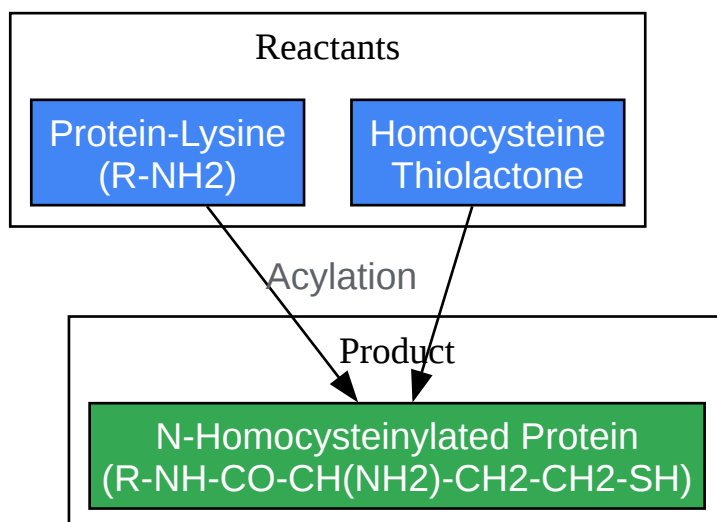 Reactants
Protein-Lysine
(R-NH2)
Homocysteine
Thiolactone
Acylation
Product
N-Homocysteinylated Protein
(R-NH-CO-CH(NH2)-CH2-CH2-SH)